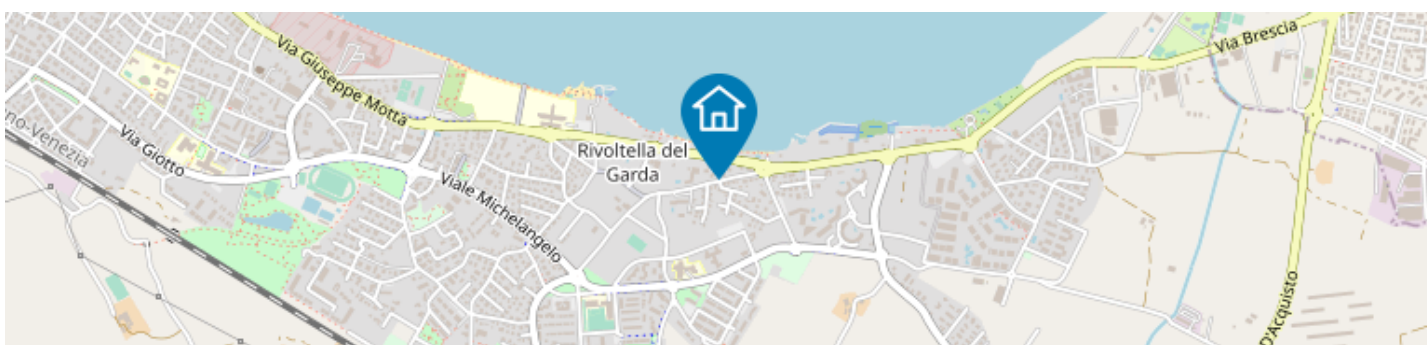 Via Brescia
Via Giuseppe Motta
no-Venezia
Via Giotto
Rivoltella del
Garda
Viale Michelangelo
D'Acquisto